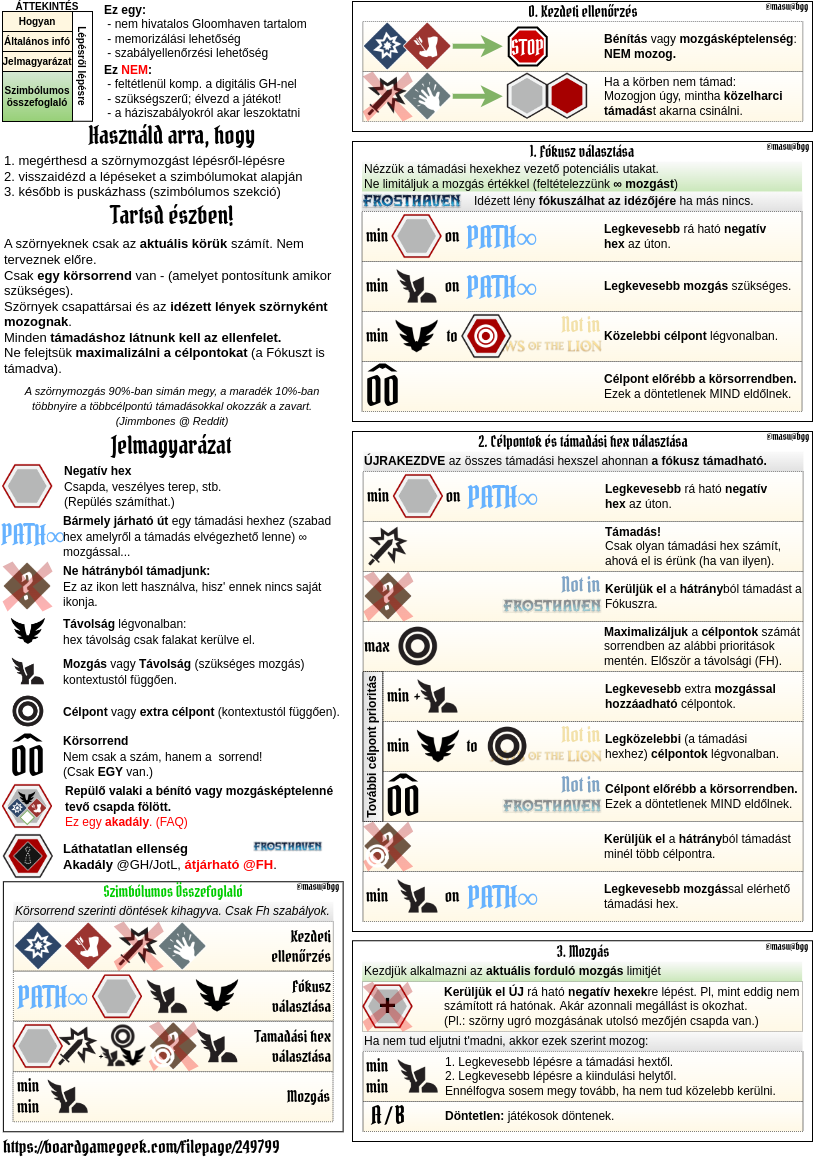 ÁTTEKINTÉS
Hogyan
Általános infó
Jelmagyarázat
Szimbólumos
összefoglaló
Lépésről lépésre
Ez egy:
- nem hivatalos Gloomhaven tartalom
- memorizálási lehetőség
- szabályellenőrzési lehetőség
Ez NEM:
- feltétlenül komp. a digitális GH-nel
- szükségszerű; élvezd a játékot!
- a háziszabályokról akar leszoktatni
Használd arra, hogy
1. megérthesd a szörnymozgást lépésről-lépésre
2. visszaidézd a lépéseket a szimbólumok alapján
3. később is puskázhass (szimbólumos szekció)
Tartsd észben!
A szörnyeknek csak az aktuális körük számít. Nem
terveznek előre.
Csak egy körsorrend van - (amelyet pontosítunk amikor
szükséges).
Szörnyek csapattársai és az idézett lények szörnyként
mozognak.
Minden támadáshoz látnunk kell az ellenfelet.
Ne felejtsük maximalizálni a célpontokat (a Fókuszt is
támadva).
A szörnymozgás 90%-ban simán megy, a maradék 10%-ban
többnyire a többcélpontú támadásokkal okozzák a zavart.
(Jimmbones @ Reddit)
Jelmagyarázat
Negatív hex
Csapda, veszélyes terep, stb.
(Repülés számíthat.)
PATH∞
Bármely járható út egy támadási hexhez (szabad
hex amelyről a támadás elvégezhető lenne) ∞
mozgással...
?
Ne hátrányból támadjunk:
Ez az ikon lett használva, hisz' ennek nincs saját
ikonja.
Távolság légvonalban:
hex távolság csak falakat kerülve el.
Mozgás vagy Távolság (szükséges mozgás)
kontextustól függően.
Célpont vagy extra célpont (kontextustól függően).
Körsorrend
Nem csak a szám, hanem a sorrend!
(Csak EGY van.)
Repülő valaki a bénító vagy mozgásképtelenné
tevő csapda fölött.
Ez egy akadály. (FAQ)
Láthatatlan ellenség
FROSTHAVEN
Akadály @GH/JotL, átjárható @FH.
Szimbólumos Összefoglaló
©masu@bgg
Körsorrend szerinti döntések kihagyva. Csak Fh szabályok.
Kezdeti
ellenőrzés
PATH∞
Fókusz
választása
?
Tamadási hex
választása
min
min
Mozgás
https://boardgamegeek.com/filepage/249799
0. Kezdeti ellenőrzés
©masu@bgg
STOP
Bénítás vagy mozgásképtelenség:
NEM mozog.
Ha a körben nem támad:
Mozogjon úgy, mintha közelharci
támadást akarna csinálni.
1. Fókusz választása
©masu@bgg
Nézzük a támadási hexekhez vezető potenciális utakat.
Ne limitáljuk a mozgás értékkel (feltételezzünk ∞ mozgást)
FROSTHAVEN
Idézett lény fókuszálhat az idézőjére ha más nincs.
min on PATH∞
Legkevesebb rá ható negatív
hex az úton.
min on PATH∞
Legkevesebb mozgás szükséges.
min to
Not in
WS OF THE LION
Közelebbi célpont légvonalban.
Célpont előrébb a körsorrendben.
Ezek a döntetlenek MIND eldőlnek.
2. Célpontok és támadási hex választása
©masu@bgg
ÚJRAKEZDVE az összes támadási hexszel ahonnan a fókusz támadható.
min on PATH∞
Legkevesebb rá ható negatív
hex az úton.
Támadás!
Csak olyan támadási hex számít,
ahová el is érünk (ha van ilyen).
?
Not in
FROSTHAVEN
Kerüljük el a hátrányból támadást a
Fókuszra.
max
Maximalizáljuk a célpontok számát
sorrendben az alábbi prioritások
mentén. Először a távolsági (FH).
További célpont prioritás
min +
Legkevesebb extra mozgással
hozzáadható célpontok.
min to
Not in
OF THE LION
Legközelebbi (a támadási
hexhez) célpontok légvonalban.
Not in
FROSTHAVEN
Célpont előrébb a körsorrendben.
Ezek a döntetlenek MIND eldőlnek.
?
Kerüljük el a hátrányból támadást
minél több célpontra.
min on PATH∞
Legkevesebb mozgással elérhető
támadási hex.
3. Mozgás
©masu@bgg
Kezdjük alkalmazni az aktuális forduló mozgás limitjét
+
Kerüljük el ÚJ rá ható negatív hexekre lépést. Pl, mint eddig nem
számított rá hatónak. Akár azonnali megállást is okozhat.
(Pl.: szörny ugró mozgásának utolsó mezőjén csapda van.)
Ha nem tud eljutni t'madni, akkor ezek szerint mozog:
min
min
1. Legkevesebb lépésre a támadási hextől.
2. Legkevesebb lépésre a kiindulási helytől.
Ennélfogva sosem megy tovább, ha nem tud közelebb kerülni.
A/B
Döntetlen: játékosok döntenek.